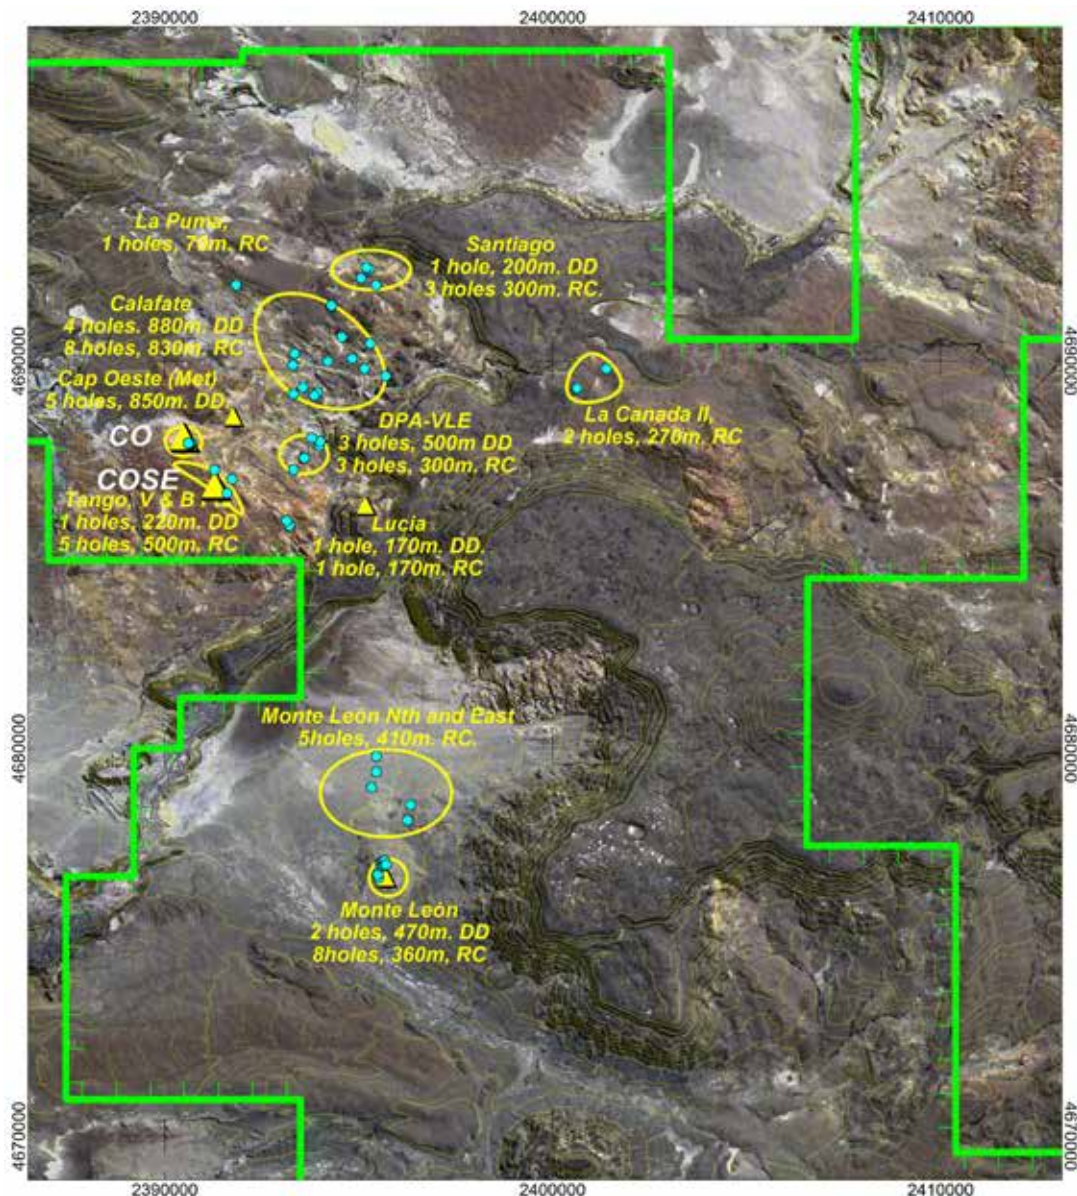 2390000
2400000
2410000
La Puma,
1 holes, 70m. RC
Santiago
1 hole, 200m. DD
3 holes 300m. RC.
Calafate
4 holes. 880m. DD
8 holes, 830m. RC
4690000
4690000
Cap Oeste (Met)
5 holes, 850m. DD.
CO
DPA-VLE
3 holes, 500m DD
3 holes, 300m. RC
La Canada II,
2 holes, 270m. RC
COSE
Tango, V & B
1 holes, 220m. DD
5 holes, 500m, RC
Lucia
1 hole, 170m. DD.
1 hole, 170m. RC
Monte León Nth and East
5holes, 410m. RC.
4680000
4680000
Monte León
2 holes, 470m. DD
8holes, 360m, RC
4670000
4670000
2390000
2400000
2410000